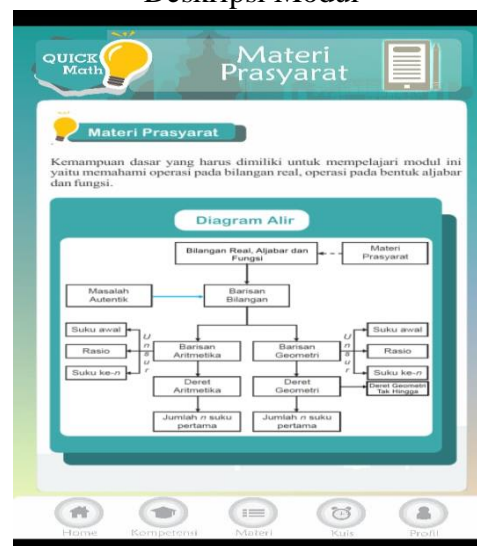 Deskripsi Modul
QUICK
Math
Materi
Prasyarat
Materi Prasyarat
Kemampuan dasar yang harus dimiliki untuk mempelajari modul ini
yaitu memahami operasi pada bilangan real, operasi pada bentuk aljabar
dan fungsi.
Diagram Alir
Bilangan Real, Aljabar dan
Fungsi
Materi
Prasyarat
Masalah
Autentik
Barisan
Bilangan
Suku awal
Rasio
Suku ke-n
Unsur
Barisan
Aritmetika
Barisan
Geometri
Unsur
Suku awal
Rasio
Suku ke-n
Deret
Aritmetika
Deret
Geometri
Deret Geometri
Tak Hingga
Jumlah n suku
pertama
Jumlah n suku
pertama
Home
Kompetensi
Materi
Kuis
Profil